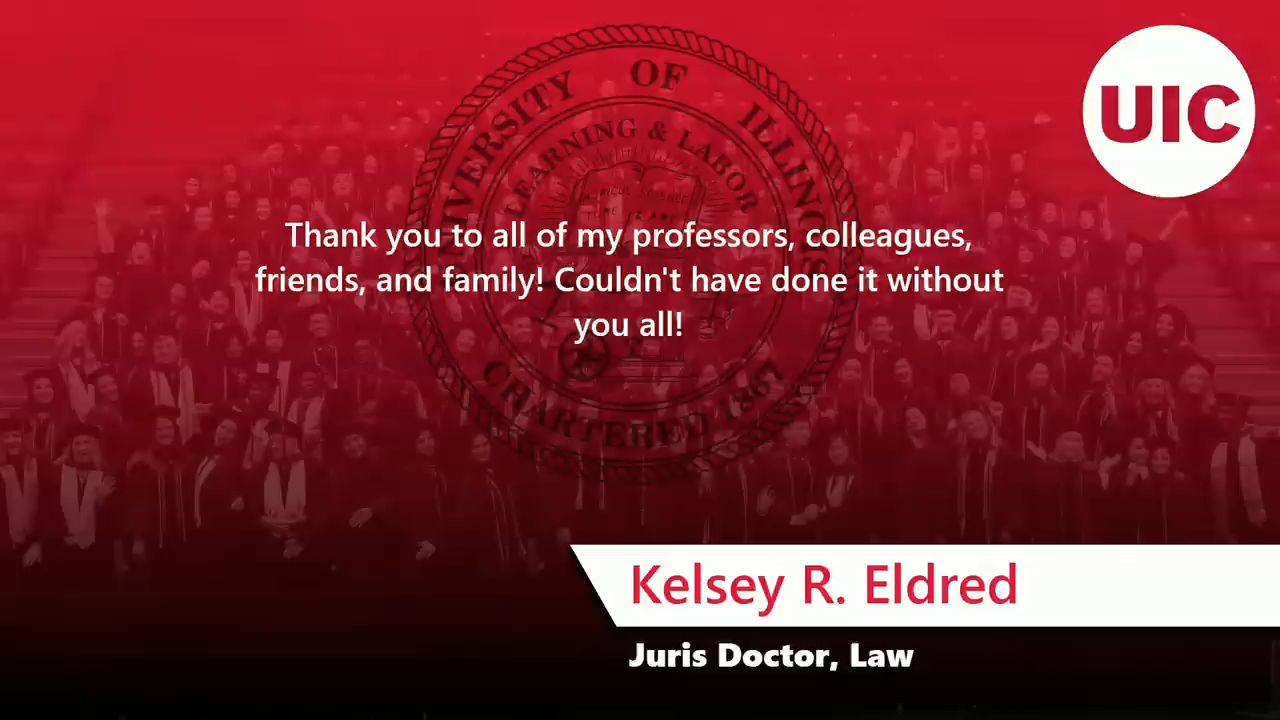 UNIVERSITY OF ILLINOIS
LEARNING & LABOR
UIC
Thank you to all of my professors, colleagues,
friends, and family! Couldn't have done it without
you all!
CHARTERED 1867
Kelsey R. Eldred
Juris Doctor, Law